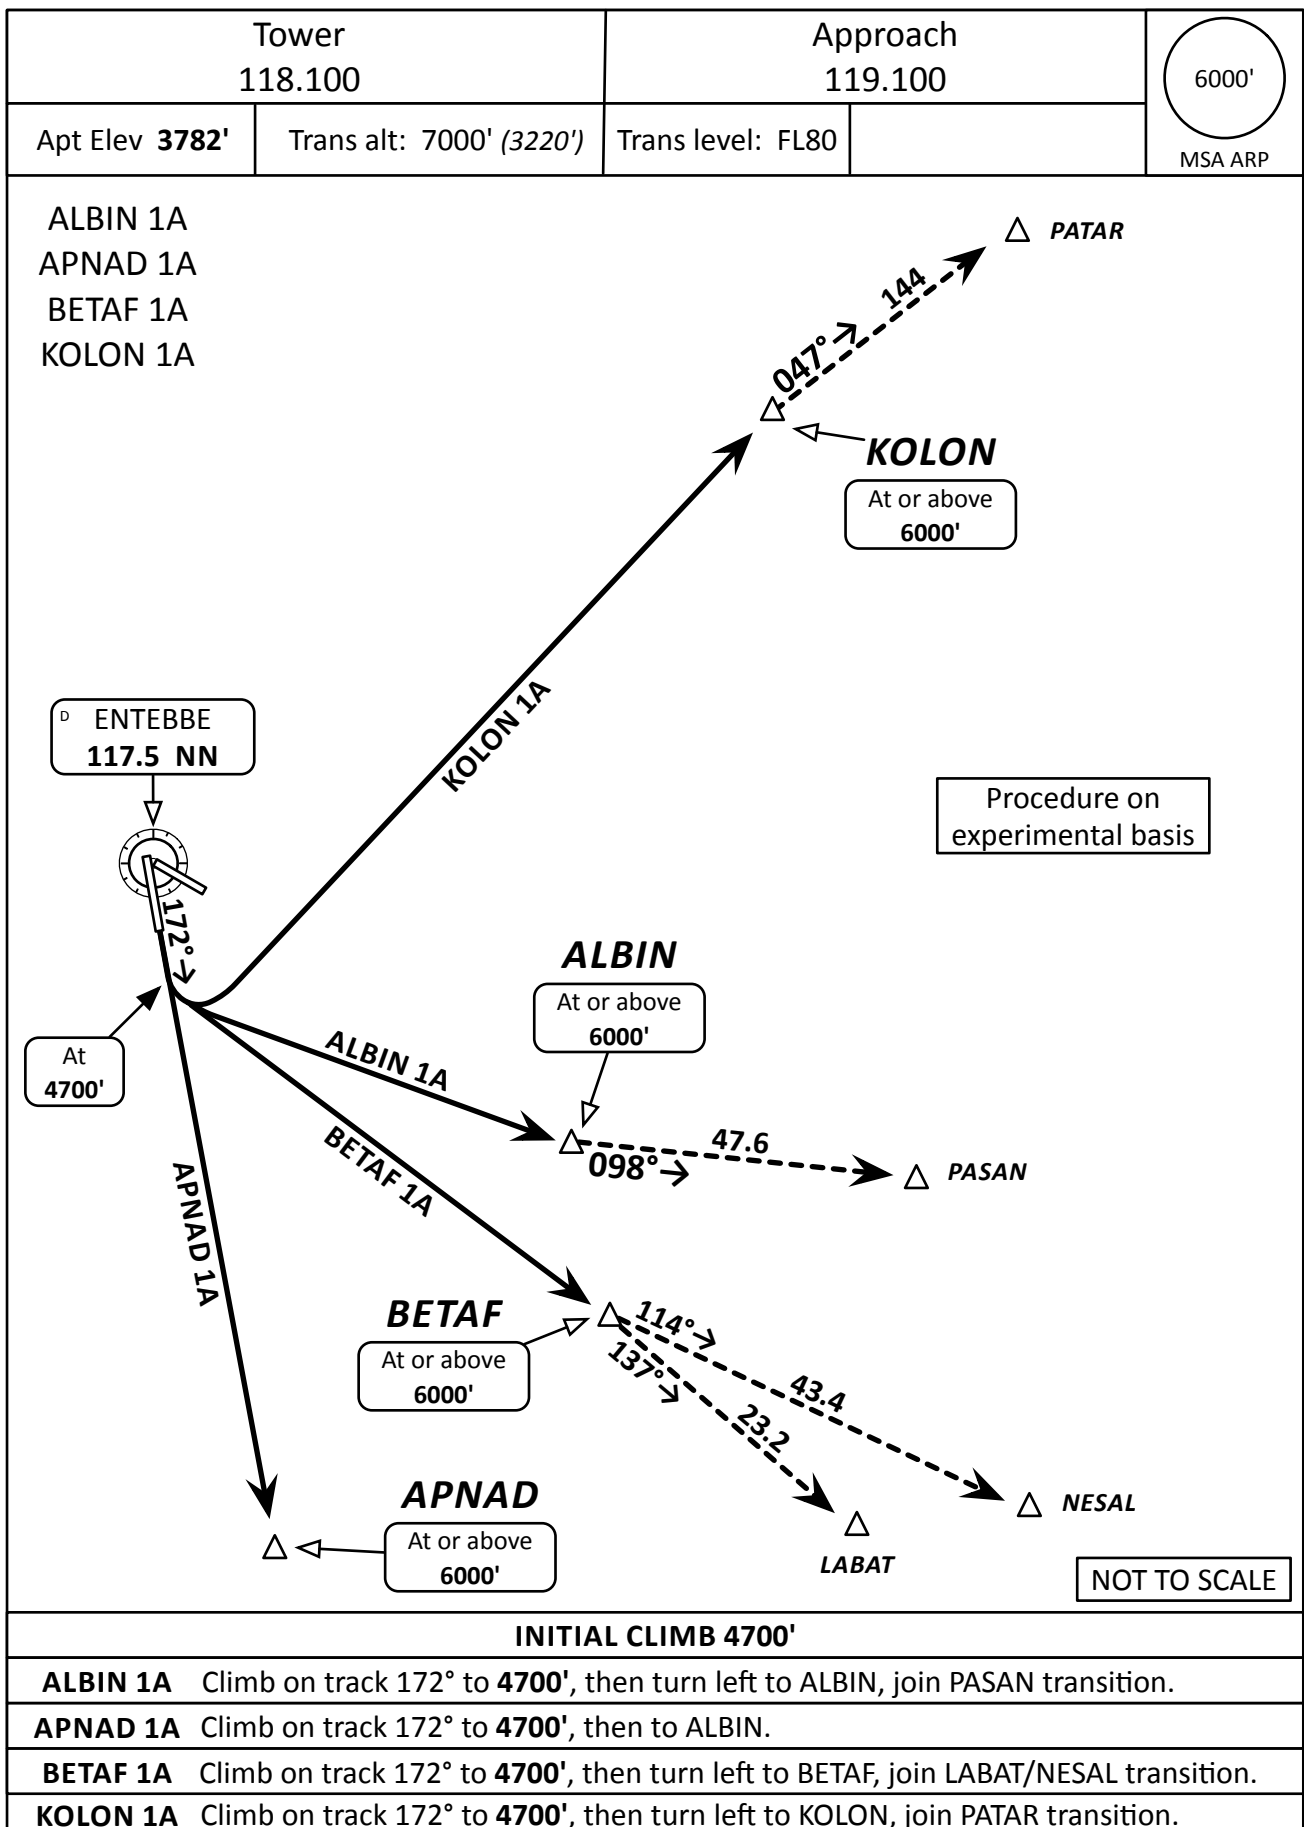 Tower
118.100
Approach
119.100
6000'
MSA ARP
Apt Elev 3782'
Trans alt: 7000' (3220')
Trans level: FL80
ALBIN 1A
APNAD 1A
BETAF 1A
KOLON 1A
PATAR
144
047°→
KOLON
At or above
6000'
KOLON 1A
D ENTEBBE
117.5 NN
Procedure on
experimental basis
172°→
ALBIN
At or above
6000'
At
4700'
ALBIN 1A
47.6
098°→
PASAN
BETAF 1A
APNAD 1A
BETAF
At or above
6000'
114°→
137°→
43.4
23.2
APNAD
At or above
6000'
NESAL
LABAT
NOT TO SCALE
INITIAL CLIMB 4700'
ALBIN 1A Climb on track 172° to 4700', then turn left to ALBIN, join PASAN transition.
APNAD 1A Climb on track 172° to 4700', then to ALBIN.
BETAF 1A Climb on track 172° to 4700', then turn left to BETAF, join LABAT/NESAL transition.
KOLON 1A Climb on track 172° to 4700', then turn left to KOLON, join PATAR transition.